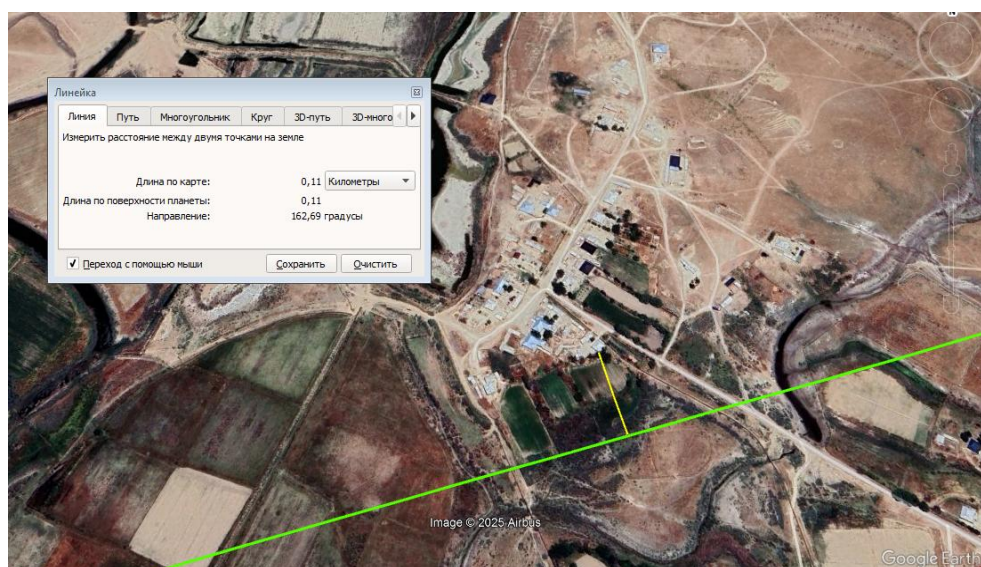 N
Линейка
Линия Путь Многоугольник Круг 3D-путь 3D-много
Измерить расстояние между двумя точками на земле
Длина по карте: 0,11 Километры
Длина по поверхности планеты: 0,11
Направление: 162,69 градусы
Переход с помощью мыши Сохранить Очистить
Image © 2025 Airbus
Google Earth